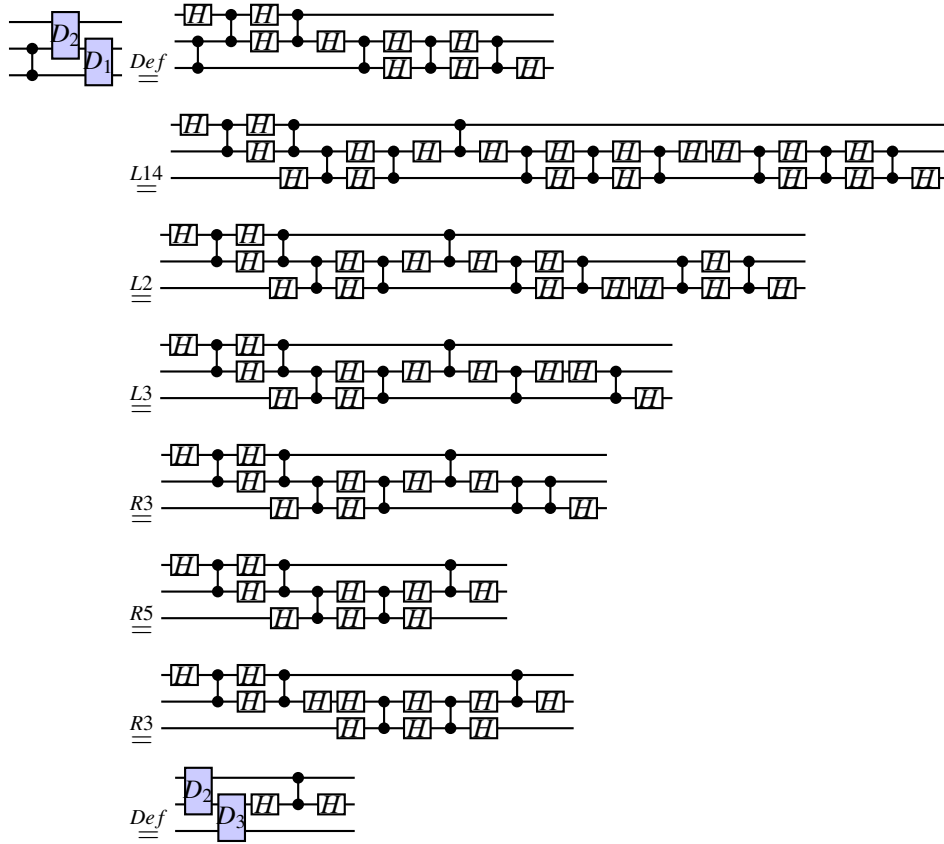 H H
D₂ H H H H
D₁ Def = H H H
H H
H H H H H H H H H H
L14 = H H H H H H H
H H
H H H H H H
L2 = H H H H H H H
H H
H H H H H H
L3 = H H H
H H
H H H H
R3 = H H H
H H
H H H H
R5 = H H H
H H
H H H H H H
R3 = H H H
D₂ H H
Def = D₃